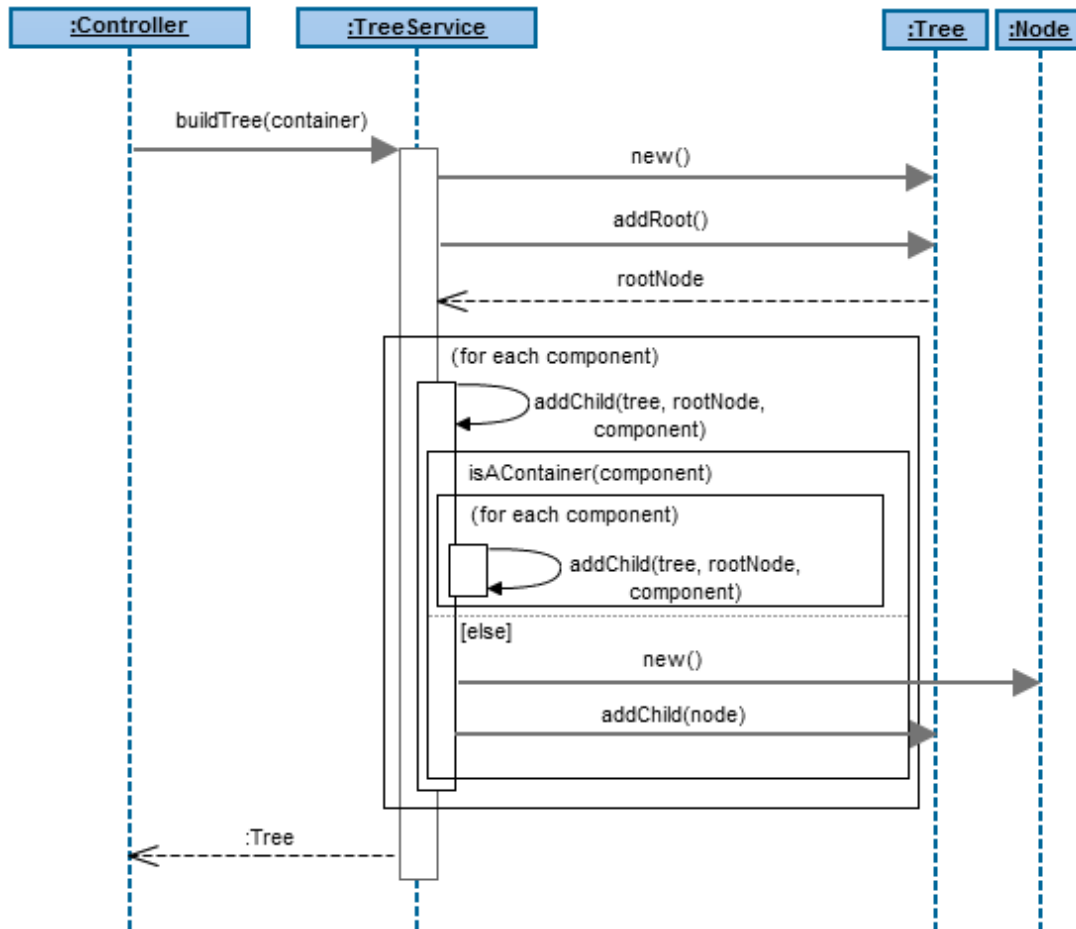 :Controller
:TreeService
:Tree
:Node
buildTree(container)
new()
addRoot()
rootNode
(for each component)
addChild(tree, rootNode,
component)
isAContainer(component)
(for each component)
addChild(tree, rootNode,
component)
[else]
new()
addChild(node)
:Tree